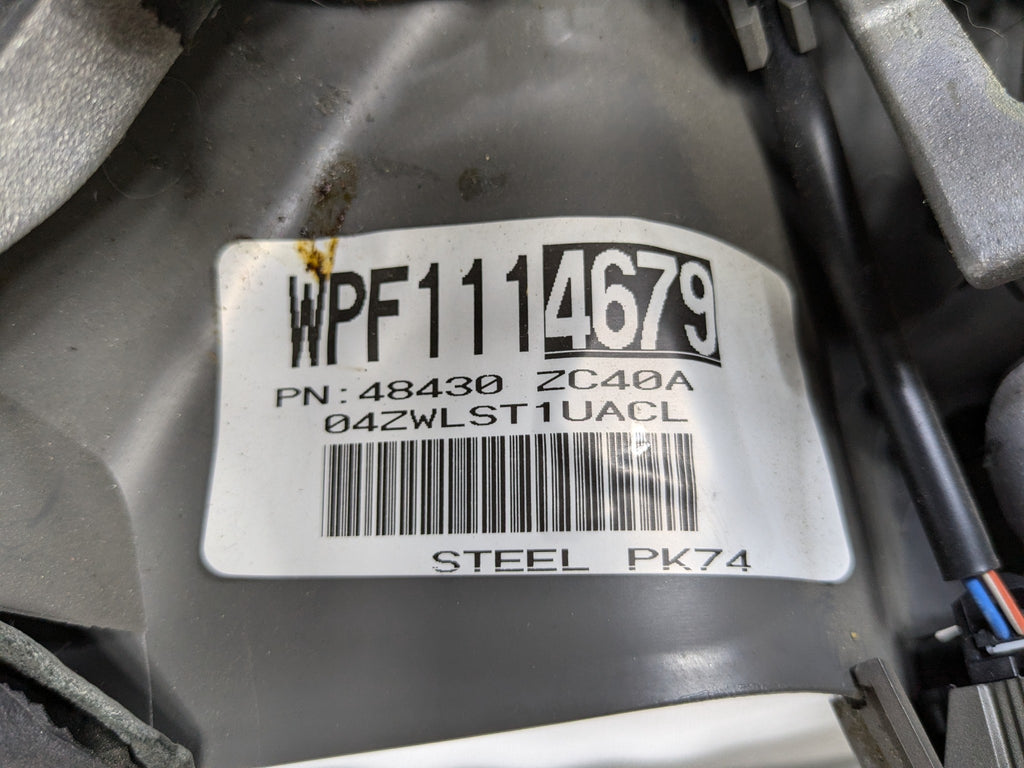 WPF1114679
PN:48430 ZC40A
04ZWLST1UACL
STEEL PK74